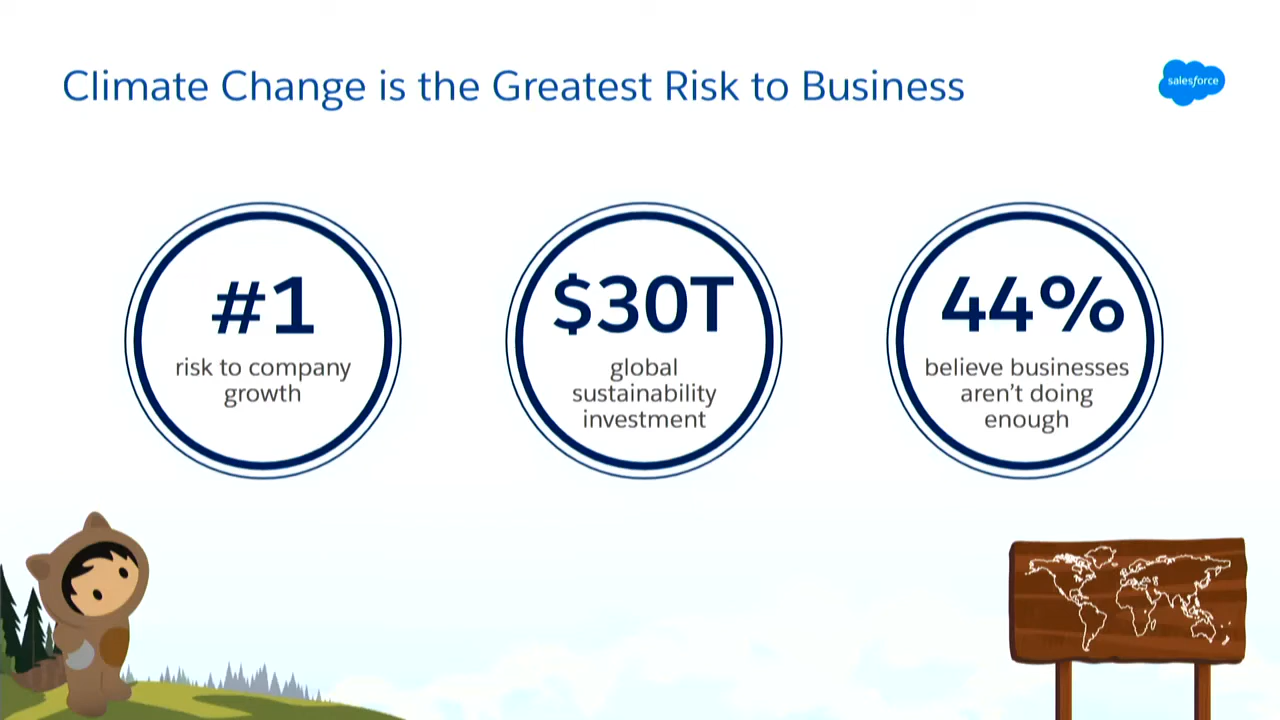 Climate Change is the Greatest Risk to Business
salesforce
#1
risk to company
growth
$30T
global
sustainability
investment
44%
believe businesses
aren't doing
enough